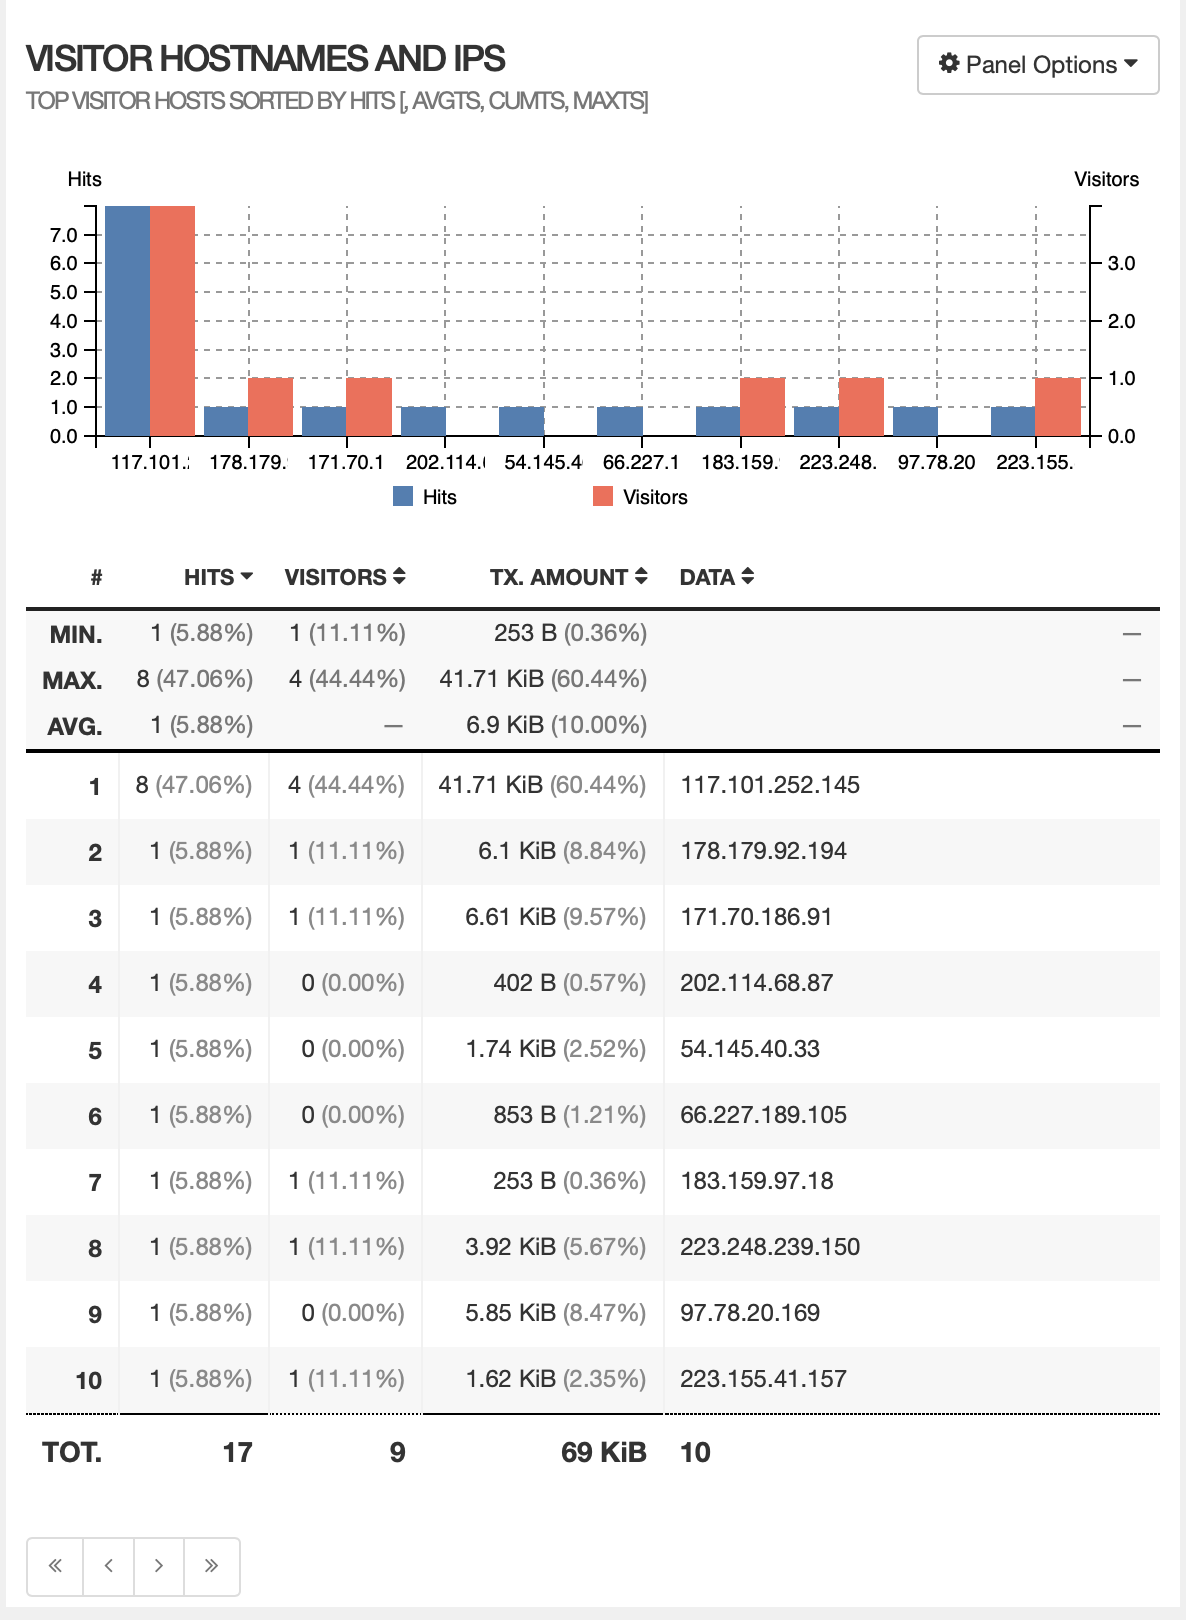 VISITOR HOSTNAMES AND IPS
Panel Options
TOP VISITOR HOSTS SORTED BY HITS [, AVGTS, CUMTS, MAXTS]
Hits Visitors
7.0
6.0 3.0
5.0
4.0 2.0
3.0
2.0 1.0
1.0
0.0 0.0
117.101. 178.179. 171.70.1 202.114. 54.145.4 66.227.1 183.159. 223.248. 97.78.20 223.155.
Hits Visitors
# HITS VISITORS TX. AMOUNT DATA
MIN. 1 (5.88%) 1 (11.11%) 253 B (0.36%) —
MAX. 8 (47.06%) 4 (44.44%) 41.71 KiB (60.44%) —
AVG. 1 (5.88%) — 6.9 KiB (10.00%) —
1 8 (47.06%) 4 (44.44%) 41.71 KiB (60.44%) 117.101.252.145
2 1 (5.88%) 1 (11.11%) 6.1 KiB (8.84%) 178.179.92.194
3 1 (5.88%) 1 (11.11%) 6.61 KiB (9.57%) 171.70.186.91
4 1 (5.88%) 0 (0.00%) 402 B (0.57%) 202.114.68.87
5 1 (5.88%) 0 (0.00%) 1.74 KiB (2.52%) 54.145.40.33
6 1 (5.88%) 0 (0.00%) 853 B (1.21%) 66.227.189.105
7 1 (5.88%) 1 (11.11%) 253 B (0.36%) 183.159.97.18
8 1 (5.88%) 1 (11.11%) 3.92 KiB (5.67%) 223.248.239.150
9 1 (5.88%) 0 (0.00%) 5.85 KiB (8.47%) 97.78.20.169
10 1 (5.88%) 1 (11.11%) 1.62 KiB (2.35%) 223.155.41.157
TOT. 17 9 69 KiB 10
« ‹ › »